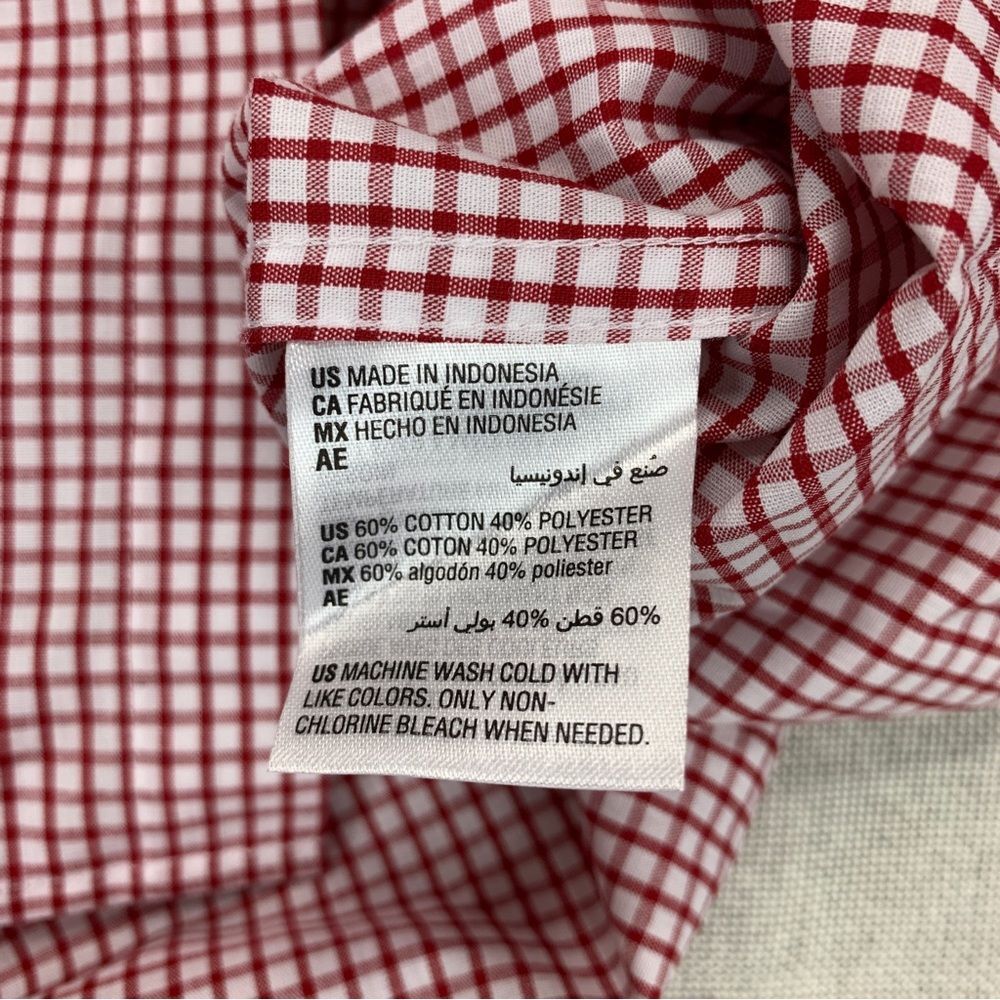 US MADE IN INDONESIA
CA FABRIQUÉ EN INDONÉSIE
MX HECHO EN INDONESIA
AE
صُنع في إندونيسيا
US 60% COTTON 40% POLYESTER
CA 60% COTON 40% POLYESTER
MX 60% algodón 40% poliester
AE
60% قطن 40% بولي أستر
US MACHINE WASH COLD WITH
LIKE COLORS. ONLY NON-
CHLORINE BLEACH WHEN NEEDED.